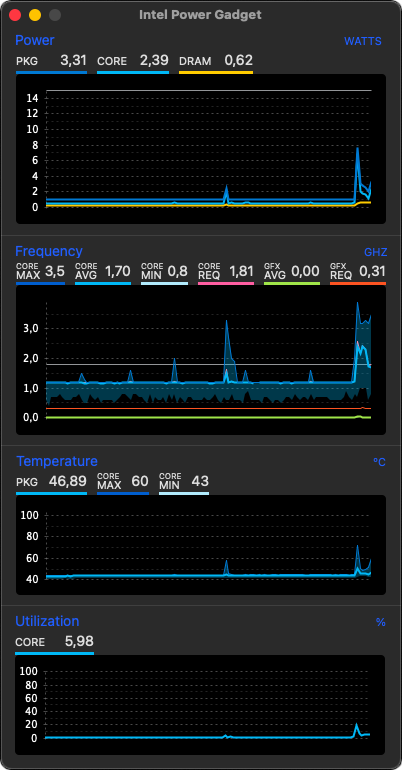 Intel Power Gadget
Power WATTS
PKG 3,31 CORE 2,39 DRAM 0,62
14
12
10
8
6
4
2
0
Frequency GHZ
CORE MAX 3,5 CORE AVG 1,70 CORE MIN 0,8 CORE REQ 1,81 GFX AVG 0,00 GFX REQ 0,31
3,0
2,0
1,0
0,0
Temperature °C
PKG 46,89 CORE MAX 60 CORE MIN 43
100
80
60
40
Utilization %
CORE 5,98
100
80
60
40
20
0